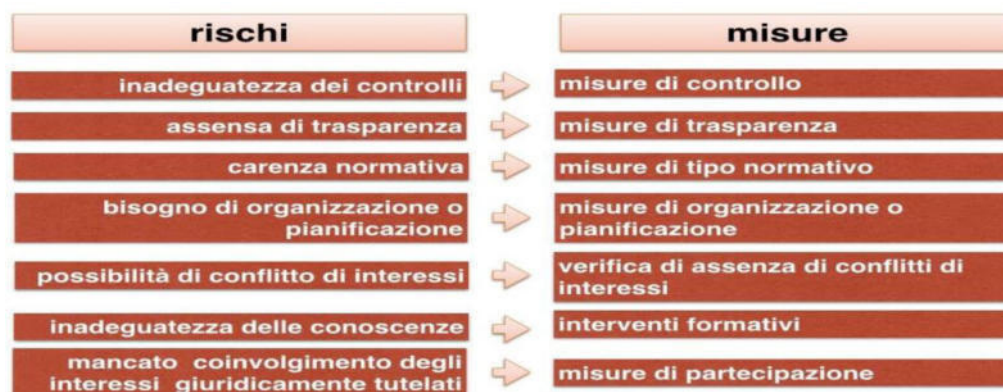 rischi
misure
inadeguatezza dei controlli
misure di controllo
assensa di trasparenza
misure di trasparenza
carenza normativa
misure di tipo normativo
bisogno di organizzazione o
pianificazione
misure di organizzazione o
pianificazione
possibilità di conflitto di interessi
verifica di assenza di conflitti di
interessi
inadeguatezza delle conoscenze
interventi formativi
mancato coinvolgimento degli
interessi giuridicamente tutelati
misure di partecipazione